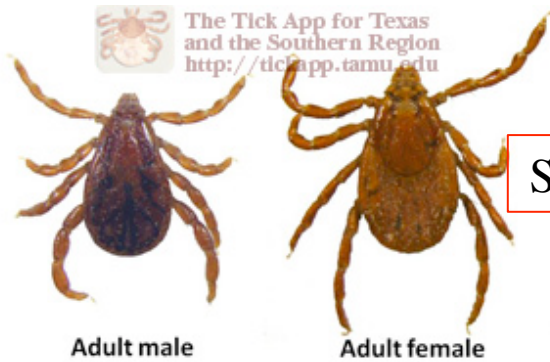 The Tick App for Texas
and the Southern Region
http://tickapp.tamu.edu
S
Adult male
Adult female